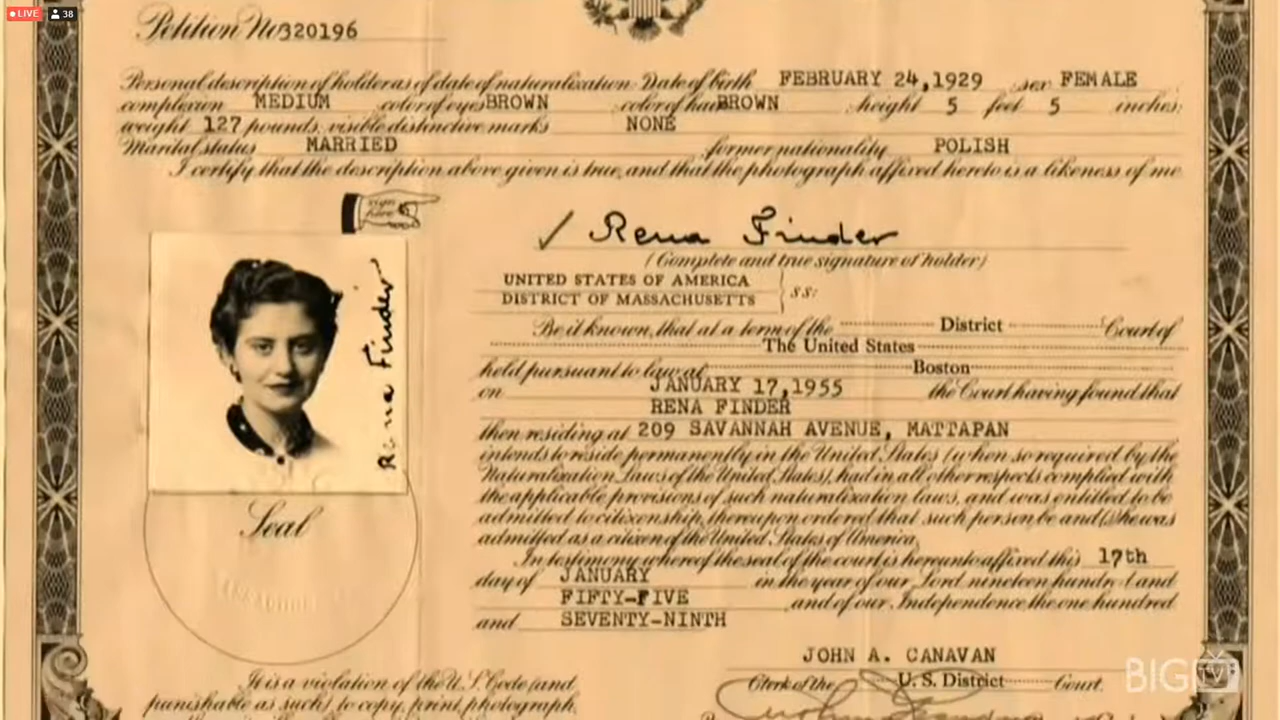 LIVE 38
Petition No 320196
Personal description of holder as of date of naturalization: Date of birth FEBRUARY 24,1929 sex FEMALE
complexion MEDIUM color of eyes BROWN color of hair BROWN height 5 feet 5 inches;
weight 127 pounds; visible distinctive marks NONE
Marital status MARRIED former nationality POLISH
I certify that the description above given is true, and that the photograph affixed hereto is a likeness of me
sign here
Rena Finder
(Complete and true signature of holder)
Rena Finder
UNITED STATES OF AMERICA
DISTRICT OF MASSACHUSETTS
ss:
Be it known, that at a term of the District Court of
The United States
held pursuant to law at Boston
on JANUARY 17,1955 the Court having found that
RENA FINDER
then residing at 209 SAVANNAH AVENUE, MATTAPAN
intends to reside permanently in the United States (when so required by the
Naturalization Laws of the United States), had in all other respects complied with
the applicable provisions of such naturalization laws, and was entitled to be
admitted to citizenship, thereupon ordered that such person be and (s)he was
admitted as a citizen of the United States of America.
Seal
In testimony whereof the seal of the court is hereunto affixed this 17th
day of JANUARY in the year of our Lord nineteen hundred and
FIFTY-FIVE and of our Independence the one hundred
and SEVENTY-NINTH
JOHN A. CANAVAN
Clerk of the U. S. District Court.
It is a violation of the U.S. Code (and
punishable as such) to copy, print, photograph,
BIG TV